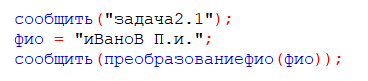 сообщить("задача2.1");
фио = "иВаноВ П.и.";
сообщить(преобразованиефио(фио));